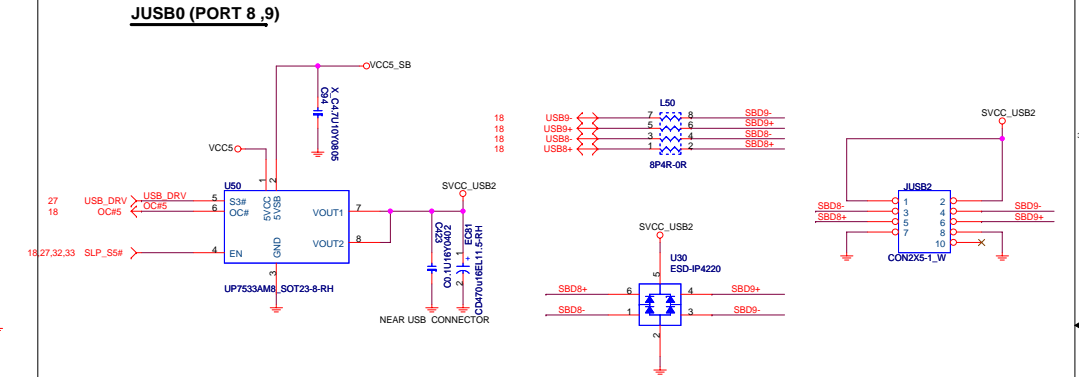 JUSB0 (PORT 8 ,9)
VCC5_SB
X_C4.7U10Y0805
C94
VCC5
U50
1
2
5VCC
5VSB
27 USB_DRV USB_DRV 5 S3#
18 OC#5 OC#5 6 OC#
18,27,32,33 SLP_S5# 4 EN
VOUT1 7
VOUT2 8
GND
3
UP7533AM8_SOT23-8-RH
SVCC_USB2
C423
C0.1U16Y0402
EC81
1
+
2
CD470u16EL11.5-RH
NEAR USB CONNECTOR
L50
18 USB9- 7 8 SBD9-
18 USB9+ 5 6 SBD9+
18 USB8- 3 4 SBD8-
18 USB8+ 1 2 SBD8+
8P4R-0R
SVCC_USB2
U30
ESD-IP4220
5
SBD8+ 6 4 SBD9+
SBD8- 1 3 SBD9-
2
SVCC_USB2
JUSB2
1 2
SBD8- 3 4 SBD9-
SBD8+ 5 6 SBD9+
7 8
10
CON2X5-1_W